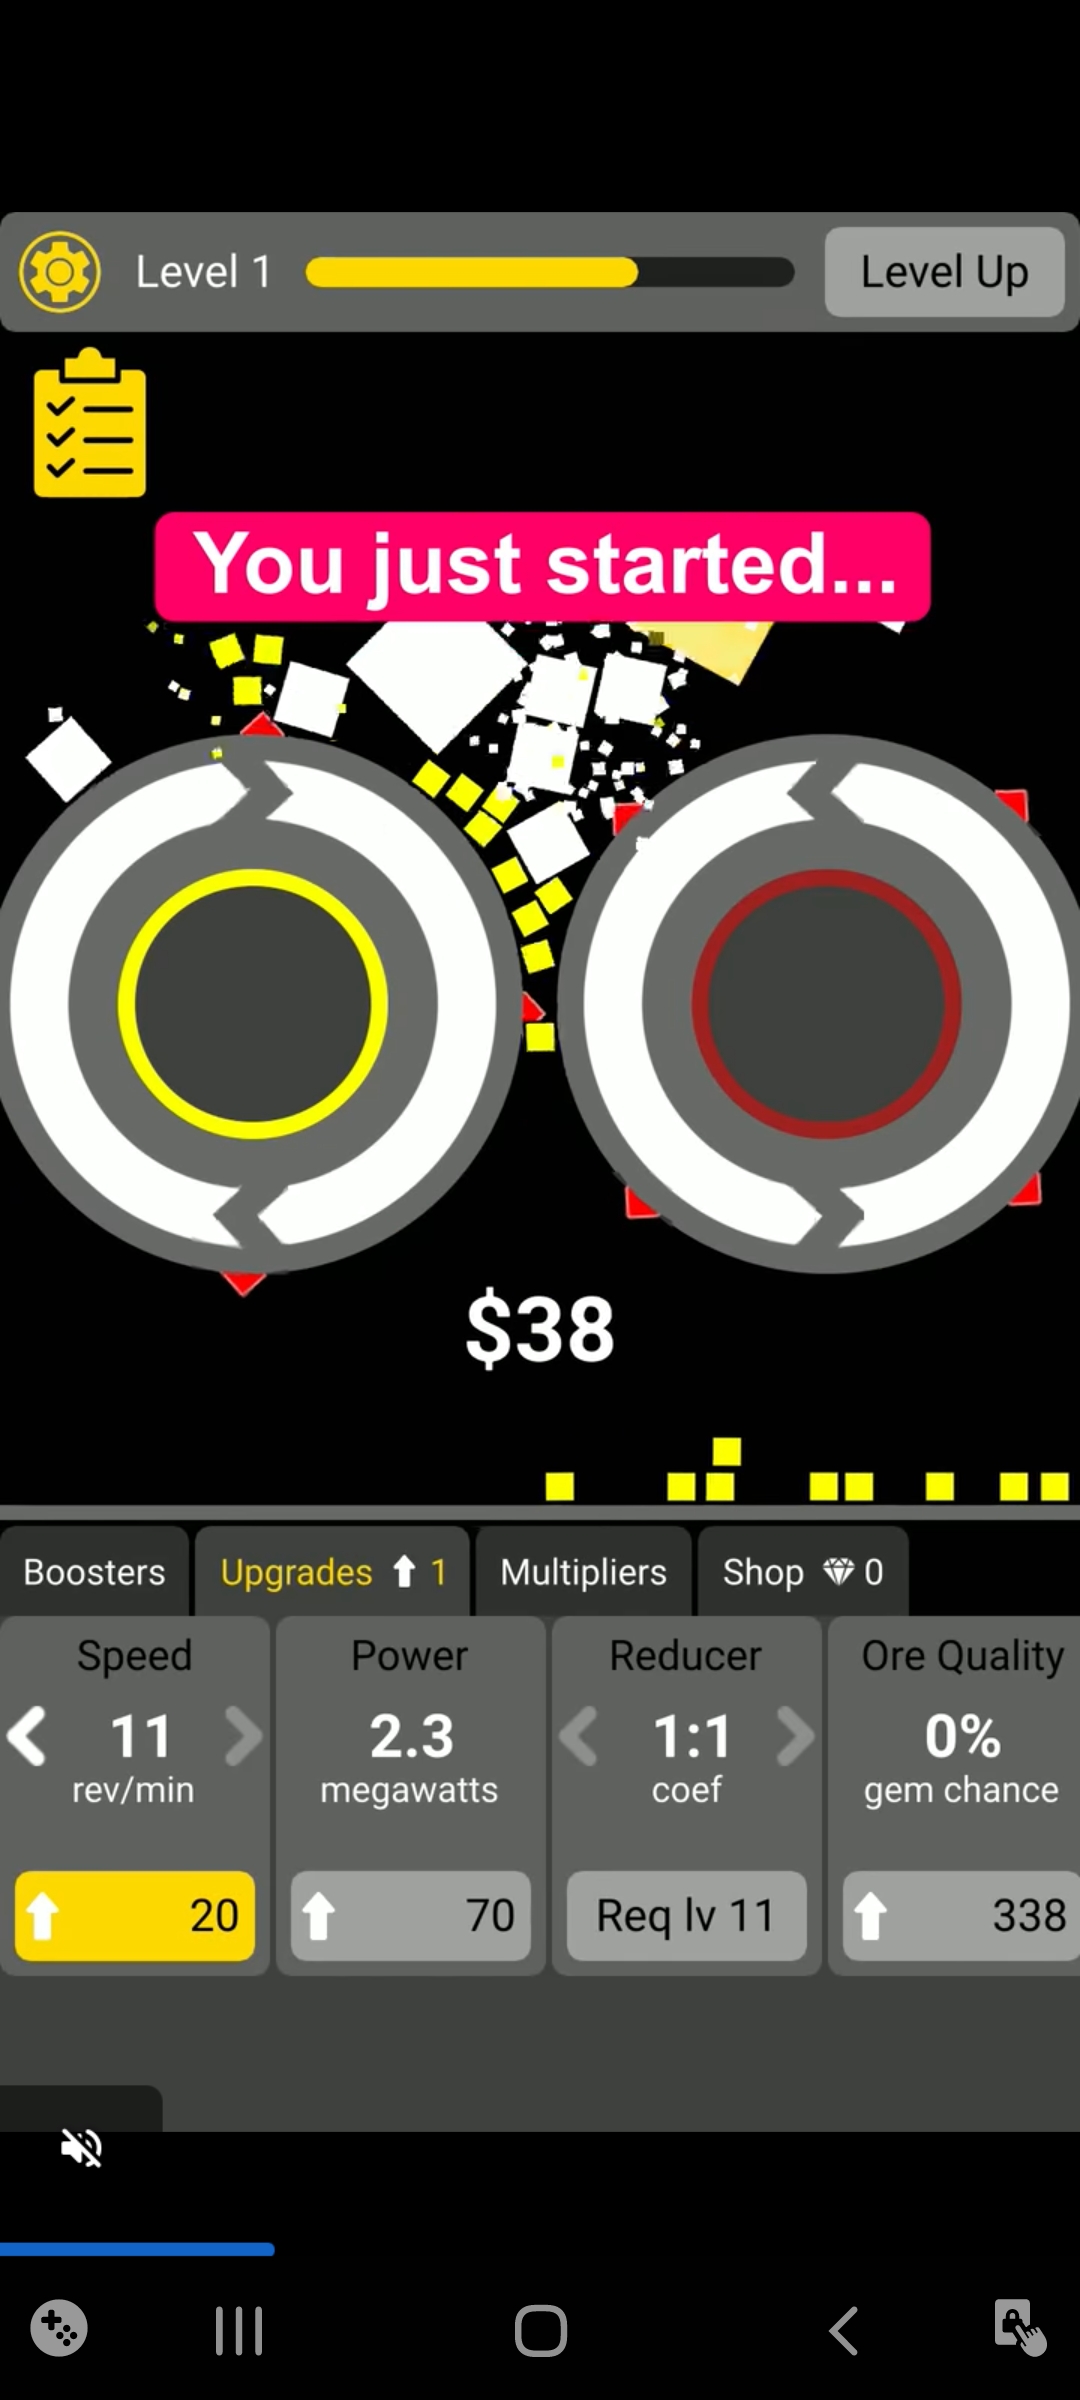 Level 1
Level Up
You just started...
$38
Boosters
Upgrades 1
Multipliers
Shop 0
Speed
Power
Reducer
Ore Quality
11
2.3
1:1
0%
rev/min
megawatts
coef
gem chance
20
70
Req lv 11
338